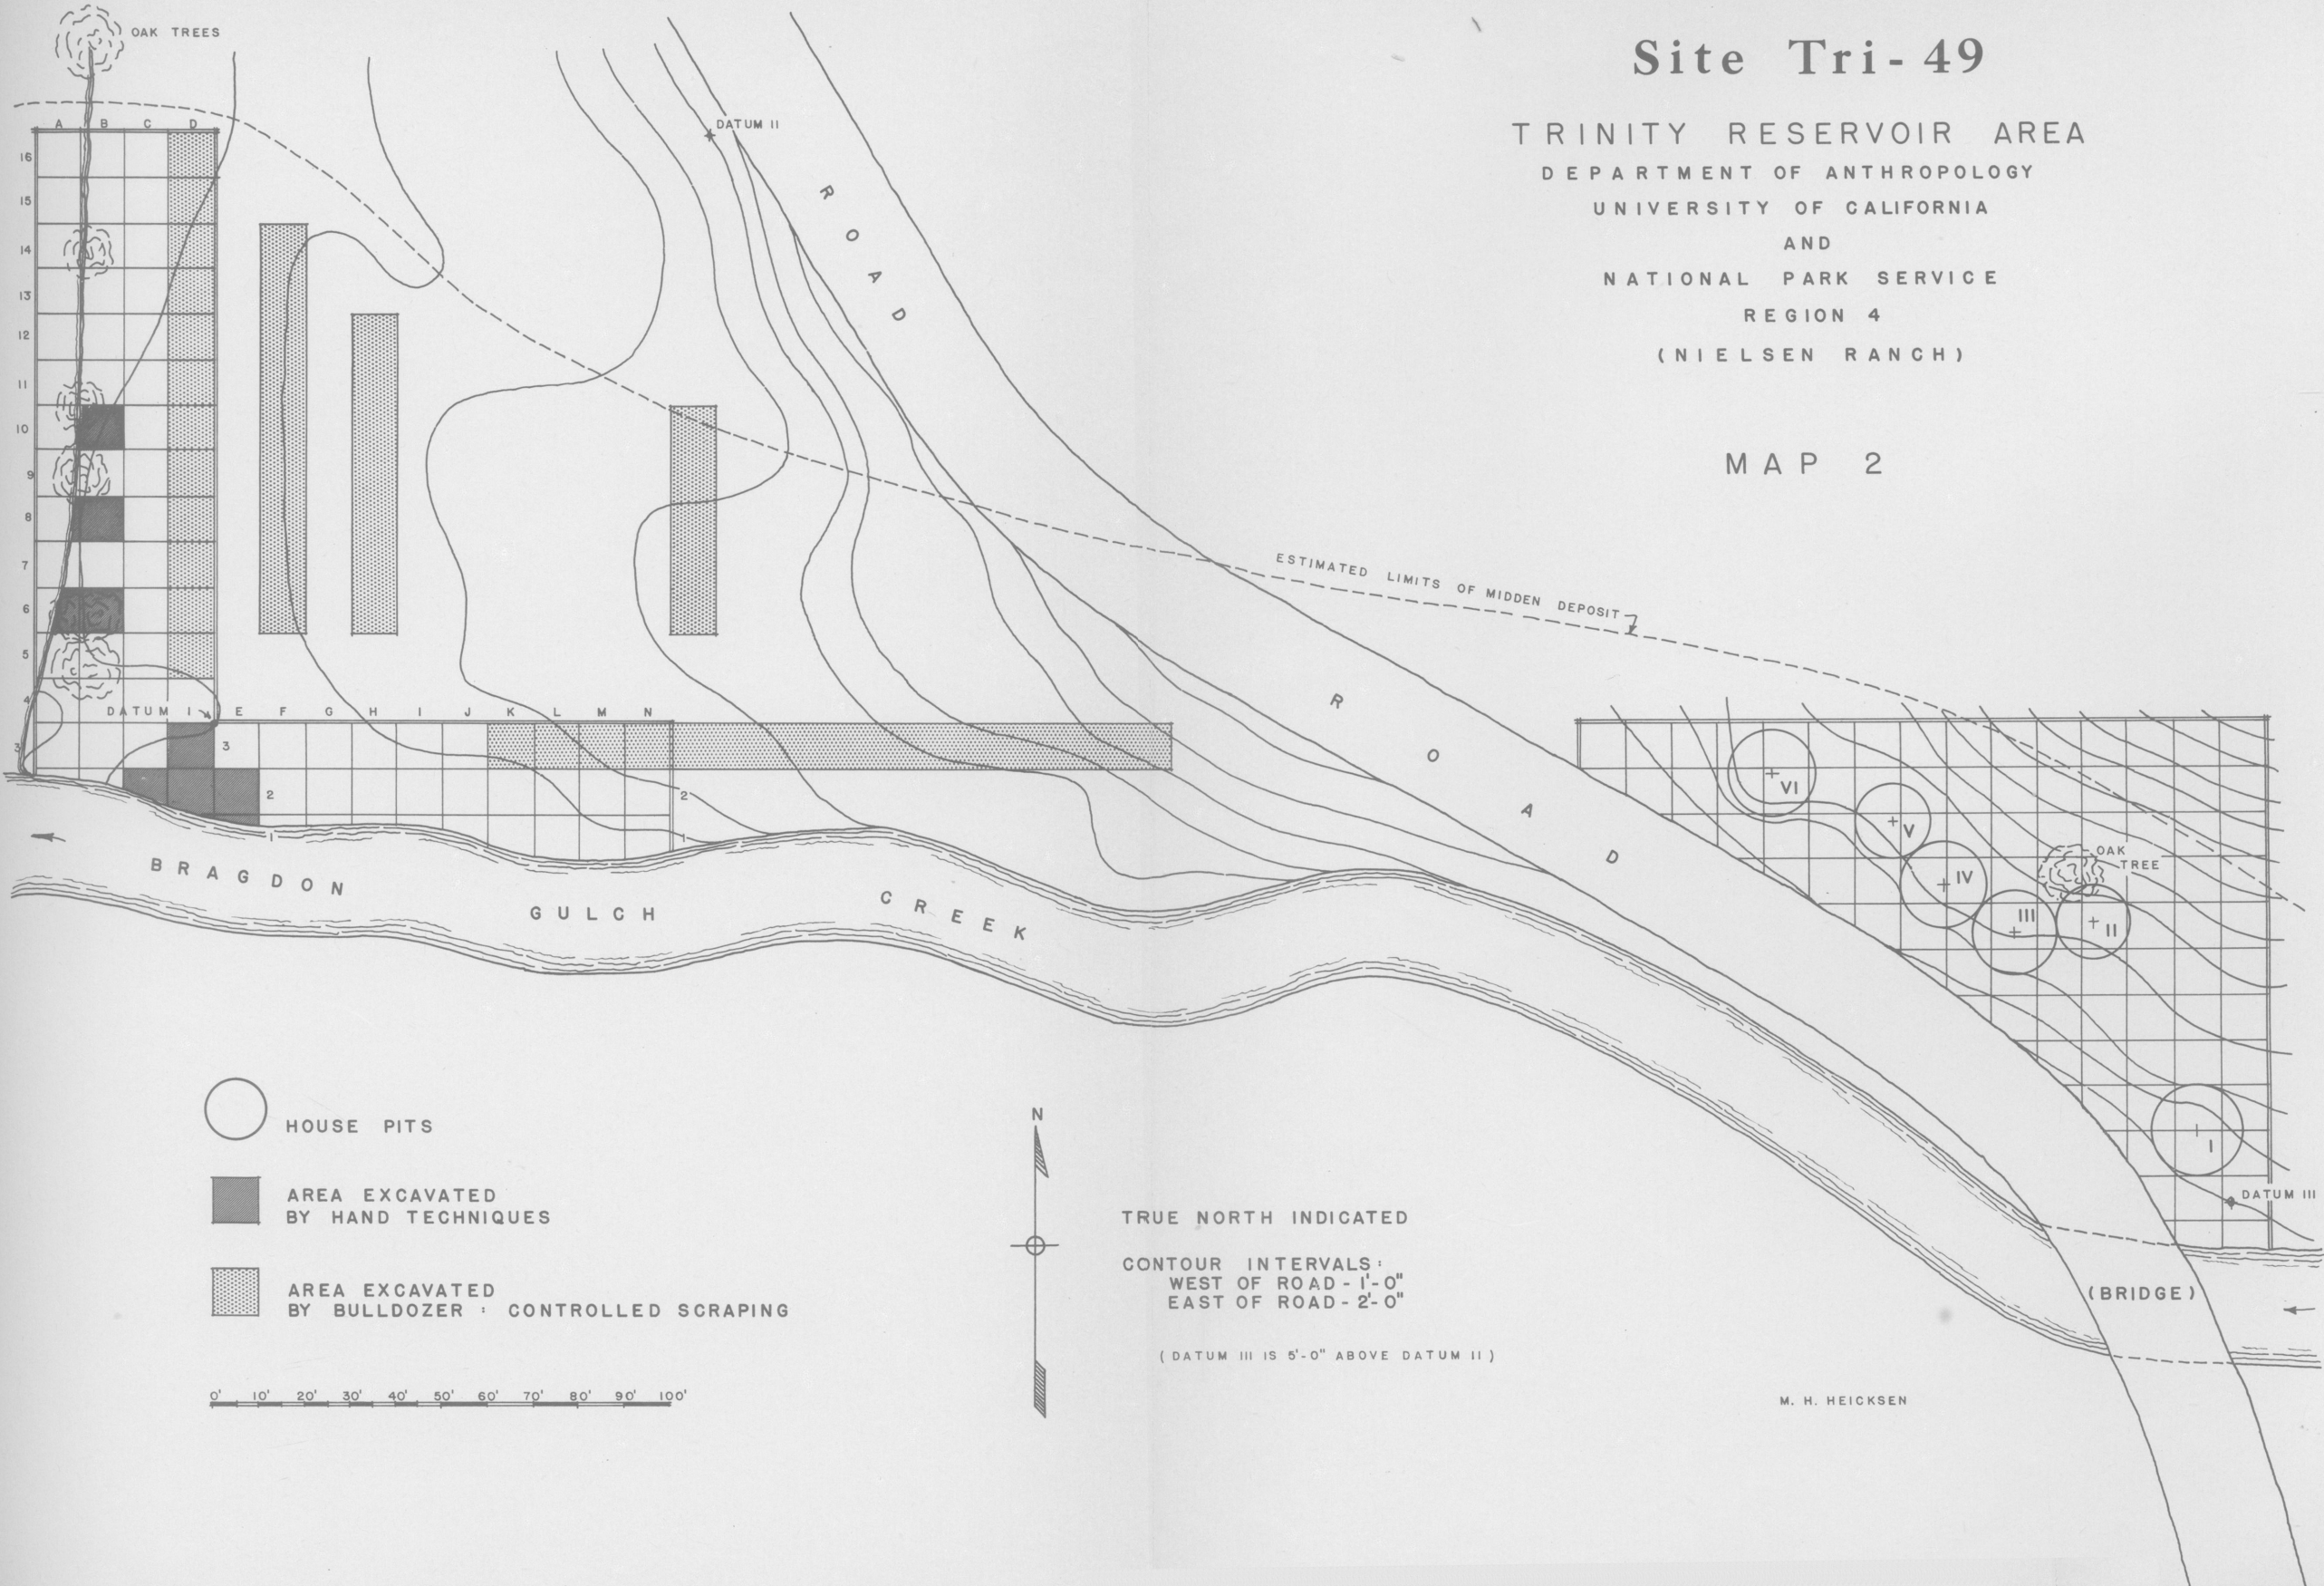 OAK TREES
Site Tri-49
TRINITY RESERVOIR AREA
DEPARTMENT OF ANTHROPOLOGY
UNIVERSITY OF CALIFORNIA
AND
NATIONAL PARK SERVICE
REGION 4
(NIELSEN RANCH)
MAP 2
A B C D
16
15
14
13
12
11
10
9
8
7
6
5
4
3
DATUM II
ROAD
ESTIMATED LIMITS OF MIDDEN DEPOSIT
DATUM I
E F G H I J K L M N
3
2
1
2
1
ROAD
VI
V
IV
III
II
I
OAK
TREE
DATUM III
BRAGDON GULCH CREEK
(BRIDGE)
HOUSE PITS
AREA EXCAVATED
BY HAND TECHNIQUES
AREA EXCAVATED
BY BULLDOZER : CONTROLLED SCRAPING
0' 10' 20' 30' 40' 50' 60' 70' 80' 90' 100'
N
TRUE NORTH INDICATED
CONTOUR INTERVALS:
WEST OF ROAD - 1'-0"
EAST OF ROAD - 2'-0"
(DATUM III IS 5'-0" ABOVE DATUM II)
M. H. HEICKSEN